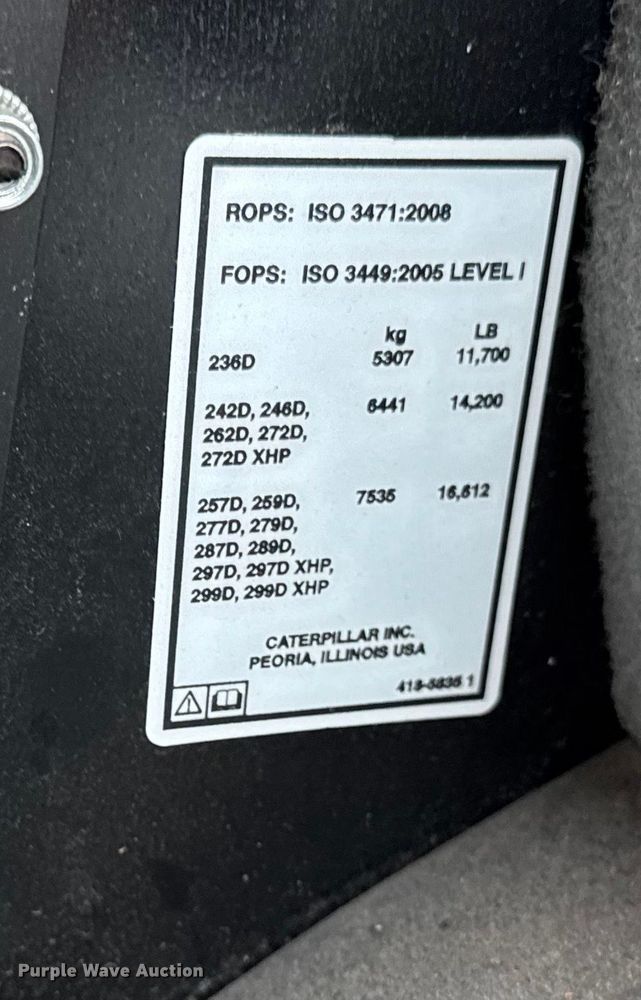 ROPS: ISO 3471:2008
FOPS: ISO 3449:2005 LEVEL I
kg LB
236D 5307 11,700
242D, 246D, 6441 14,200
262D, 272D,
272D XHP
257D, 259D, 7535 16,612
277D, 279D,
287D, 289D,
297D, 297D XHP,
299D, 299D XHP
CATERPILLAR INC.
PEORIA, ILLINOIS USA
Purple Wave Auction